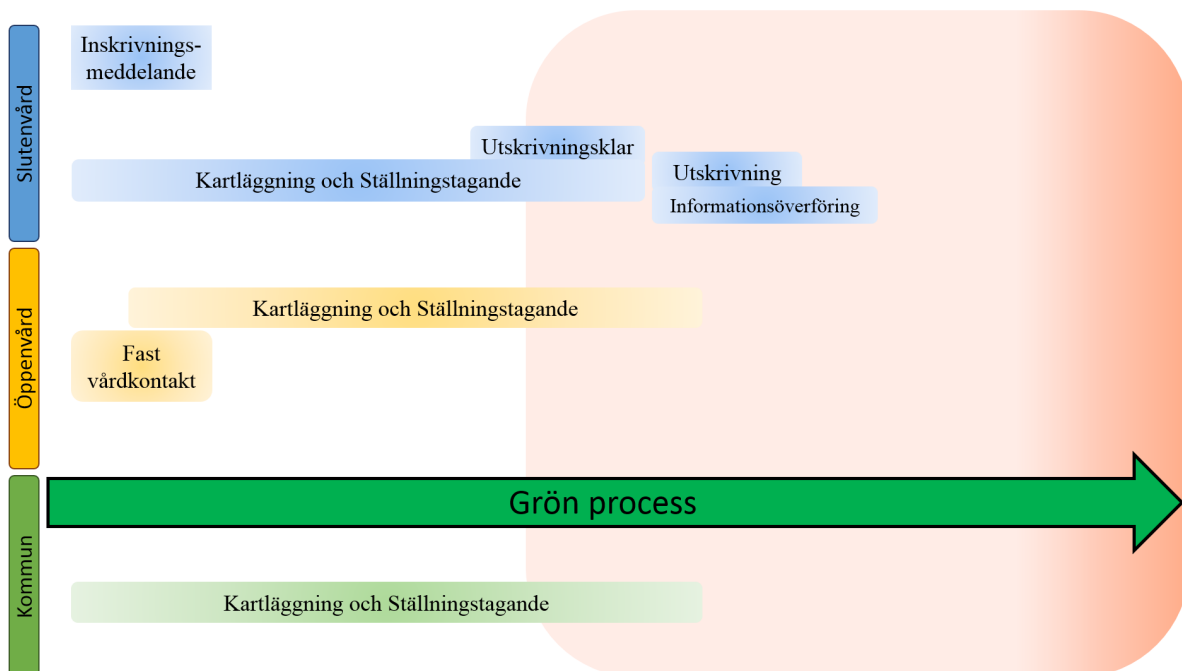 Slutenvård
Inskrivnings-
meddelande
Utskrivningsklar
Kartläggning och Ställningstagande
Utskrivning
Informationsöverföring
Öppenvård
Kartläggning och Ställningstagande
Fast
vårdkontakt
Grön process
Kommun
Kartläggning och Ställningstagande